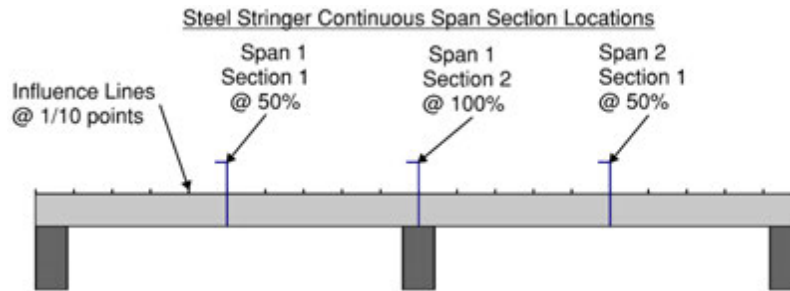 Steel Stringer Continuous Span Section Locations
Span 1
Section 1
@ 50%
Span 1
Section 2
@ 100%
Span 2
Section 1
@ 50%
Influence Lines
@ 1/10 points